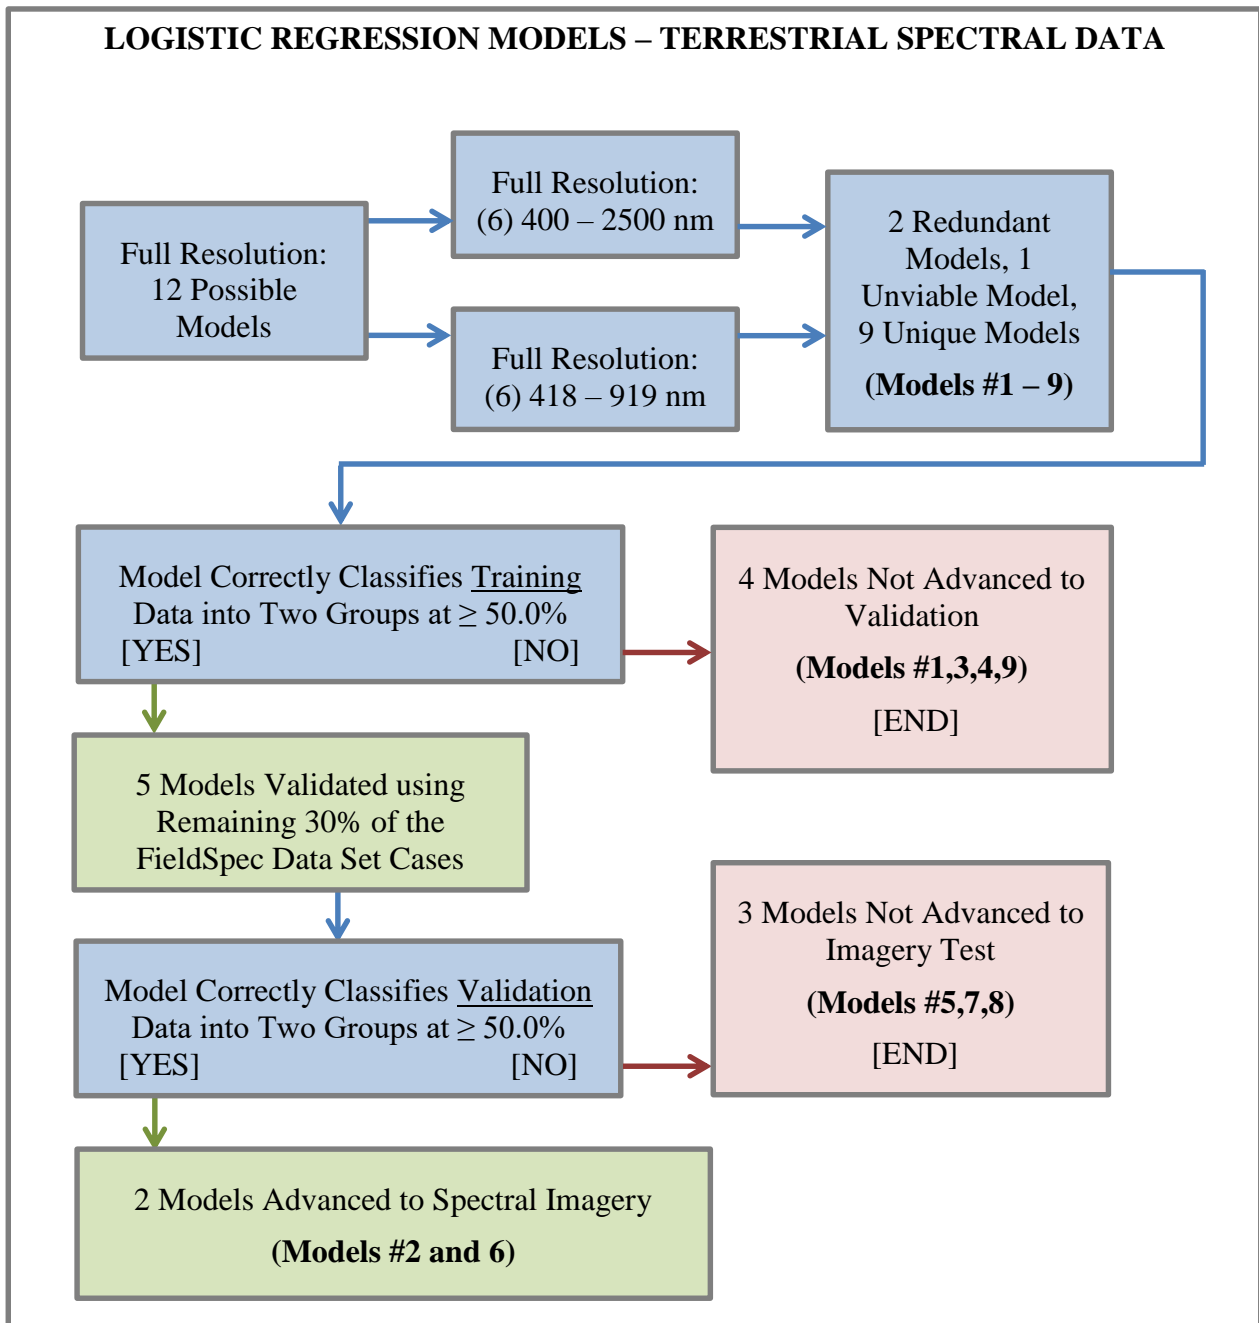 LOGISTIC REGRESSION MODELS – TERRESTRIAL SPECTRAL DATA
Full Resolution:
12 Possible
Models
Full Resolution:
(6) 400 – 2500 nm
Full Resolution:
(6) 418 – 919 nm
2 Redundant
Models, 1
Unviable Model,
9 Unique Models
(Models #1 – 9)
Model Correctly Classifies Training
Data into Two Groups at ≥ 50.0%
[YES] [NO]
4 Models Not Advanced to
Validation
(Models #1,3,4,9)
[END]
5 Models Validated using
Remaining 30% of the
FieldSpec Data Set Cases
Model Correctly Classifies Validation
Data into Two Groups at ≥ 50.0%
[YES] [NO]
3 Models Not Advanced to
Imagery Test
(Models #5,7,8)
[END]
2 Models Advanced to Spectral Imagery
(Models #2 and 6)